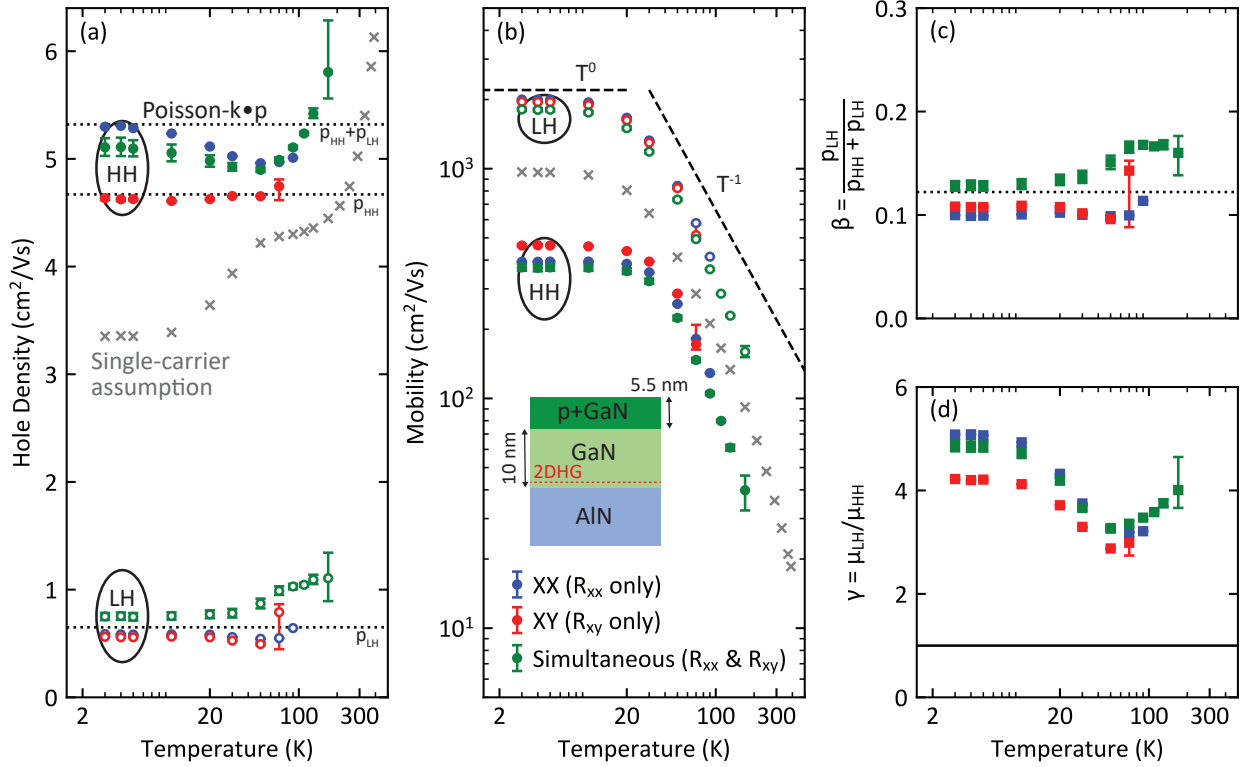 (a)
Hole Density (cm²/Vs)
6
5
4
3
2
1
0
Poisson-k•p
p_HH+p_LH
HH
p_HH
Single-carrier
assumption
LH
p_LH
2
20
100
300
Temperature (K)
(b)
Mobility (cm²/Vs)
10³
10²
10¹
T⁰
LH
T⁻¹
HH
5.5 nm
p+GaN
10 nm
GaN
2DHG
AlN
XX (Rₓₓ only)
XY (R_xy only)
Simultaneous (Rₓₓ & R_xy)
2
20
100
300
Temperature (K)
(c)
β = p_LH / p_HH + p_LH
0.3
0.2
0.1
0.0
(d)
γ = μ_LH/μ_HH
6
4
2
0
2
20
100
300
Temperature (K)